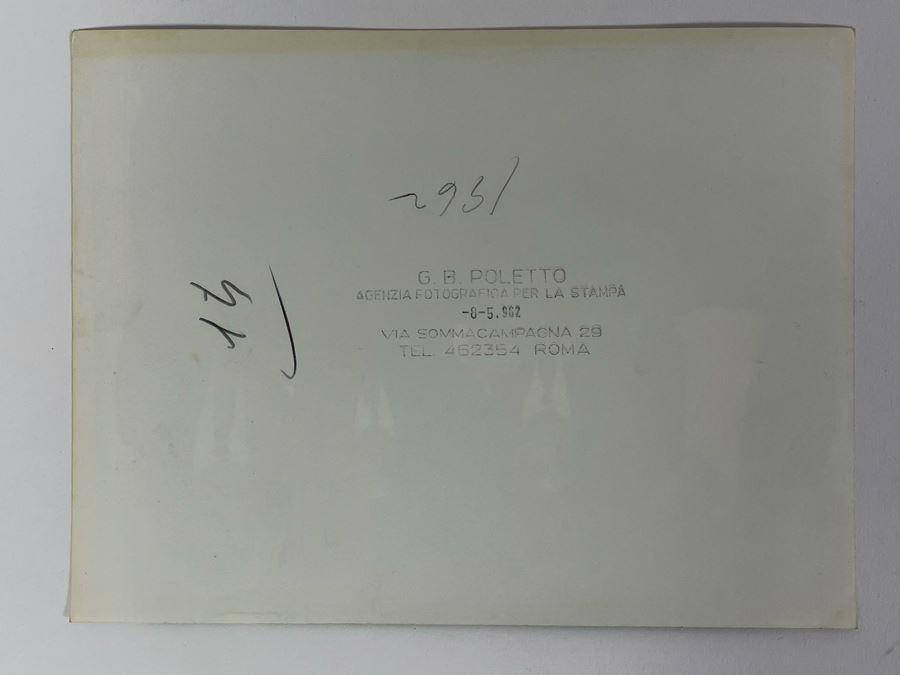 2931
G. B. POLETTO
AGENZIA FOTOGRAFICA PER LA STAMPA
-8-5.962
VIA SOMMACAMPAGNA 29
TEL. 462354 ROMA